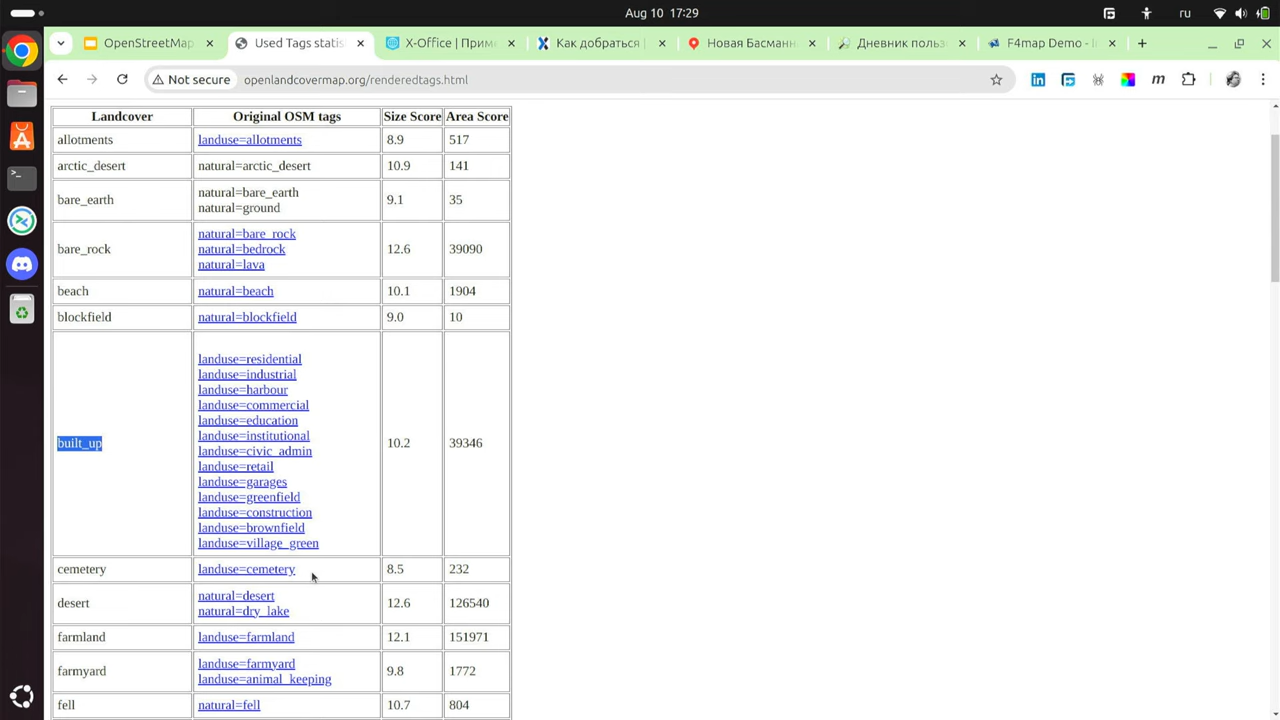 Aug 10 17:29
ru
OpenStreetMap
Used Tags statis
X-Office | Приме
Как добраться
Новая Басманн
Дневник польз
F4map Demo - I
Not secure
openlandcovermap.org/renderedtags.html
Landcover Original OSM tags Size Score Area Score
allotments landuse=allotments 8.9 517
arctic_desert natural=arctic_desert 10.9 141
natural=bare_earth
bare_earth 9.1 35
natural=ground
natural=bare_rock
bare_rock natural=bedrock 12.6 39090
natural=lava
beach natural=beach 10.1 1904
blockfield natural=blockfield 9.0 10
landuse=residential
landuse=industrial
landuse=harbour
landuse=commercial
landuse=education
landuse=institutional
built_up 10.2 39346
landuse=civic_admin
landuse=retail
landuse=garages
landuse=greenfield
landuse=construction
landuse=brownfield
landuse=village_green
cemetery landuse=cemetery 8.5 232
natural=desert
desert 12.6 126540
natural=dry_lake
farmland landuse=farmland 12.1 151971
landuse=farmyard
farmyard 9.8 1772
landuse=animal_keeping
fell natural=fell 10.7 804